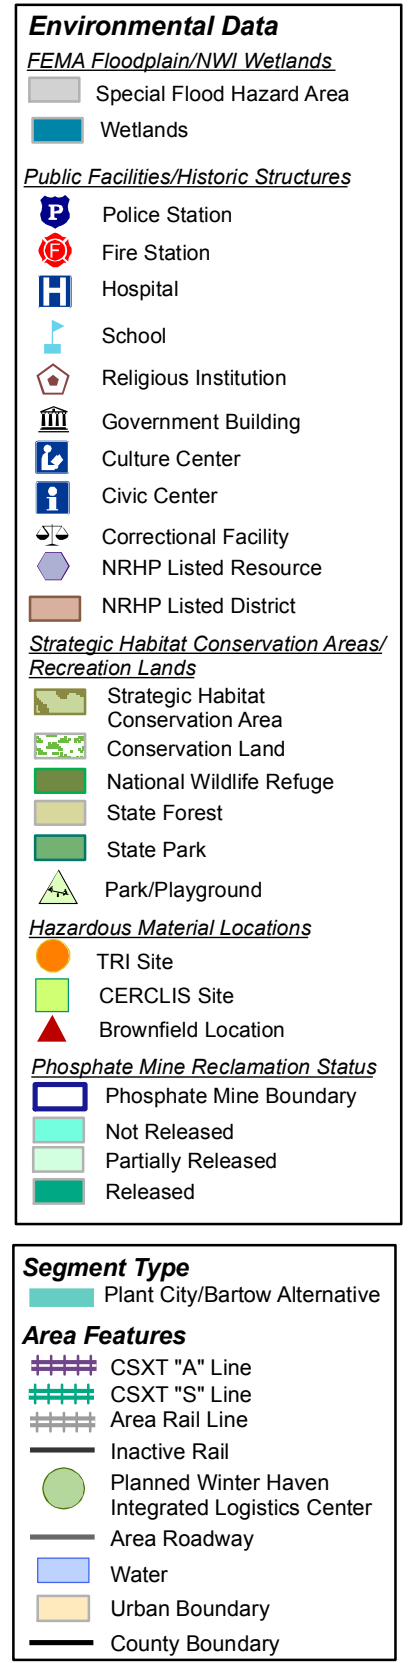 Environmental Data
FEMA Floodplain/NWI Wetlands
Special Flood Hazard Area
Wetlands
Public Facilities/Historic Structures
P
Police Station
F
Fire Station
H
Hospital
School
Religious Institution
Government Building
Culture Center
i
Civic Center
Correctional Facility
NRHP Listed Resource
NRHP Listed District
Strategic Habitat Conservation Areas/
Recreation Lands
Strategic Habitat
Conservation Area
Conservation Land
National Wildlife Refuge
State Forest
State Park
Park/Playground
Hazardous Material Locations
TRI Site
CERCLIS Site
Brownfield Location
Phosphate Mine Reclamation Status
Phosphate Mine Boundary
Not Released
Partially Released
Released
Segment Type
Plant City/Bartow Alternative
Area Features
CSXT "A" Line
CSXT "S" Line
Area Rail Line
Inactive Rail
Planned Winter Haven
Integrated Logistics Center
Area Roadway
Water
Urban Boundary
County Boundary